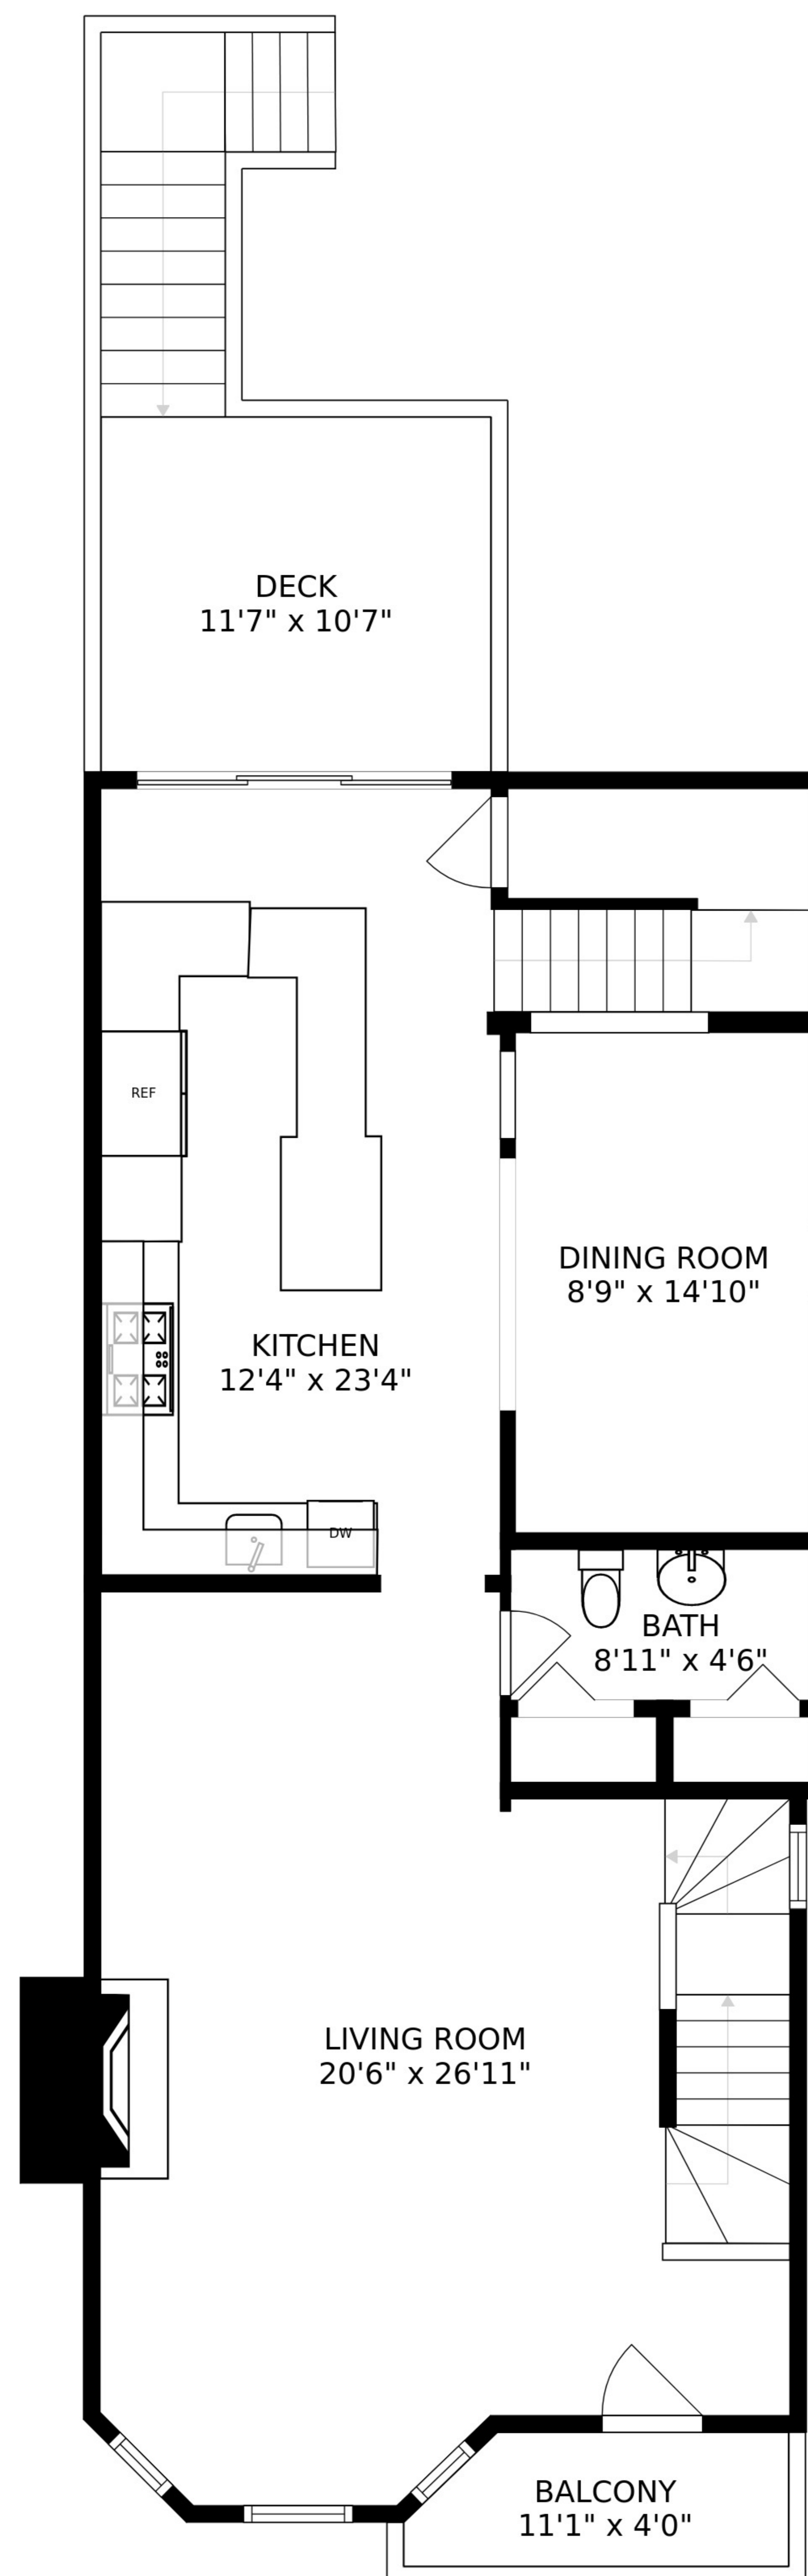 DECK
11'7" x 10'7"
REF
DINING ROOM
8'9" x 14'10"
KITCHEN
12'4" x 23'4"
DW
BATH
8'11" x 4'6"
LIVING ROOM
20'6" x 26'11"
BALCONY
11'1" x 4'0"